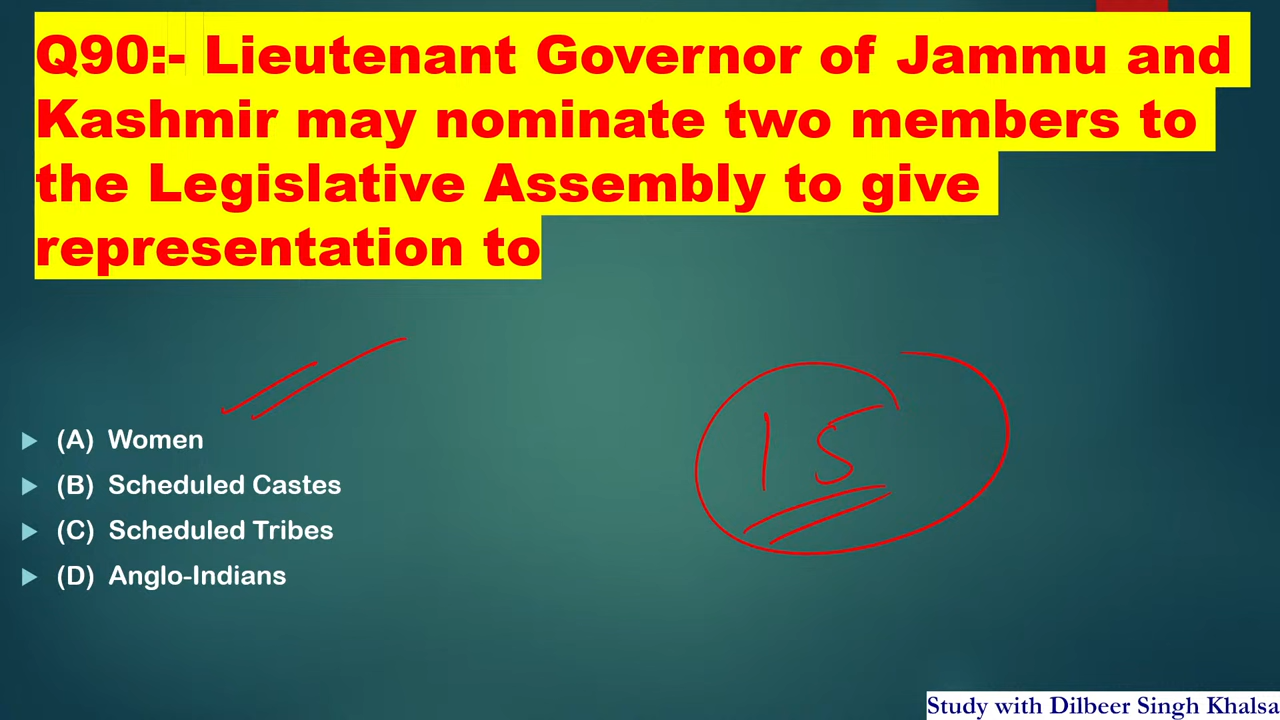 Q90:- Lieutenant Governor of Jammu and
Kashmir may nominate two members to
the Legislative Assembly to give
representation to
(A) Women
15
(B) Scheduled Castes
(C) Scheduled Tribes
(D) Anglo-Indians
Study with Dilbeer Singh Khalsa